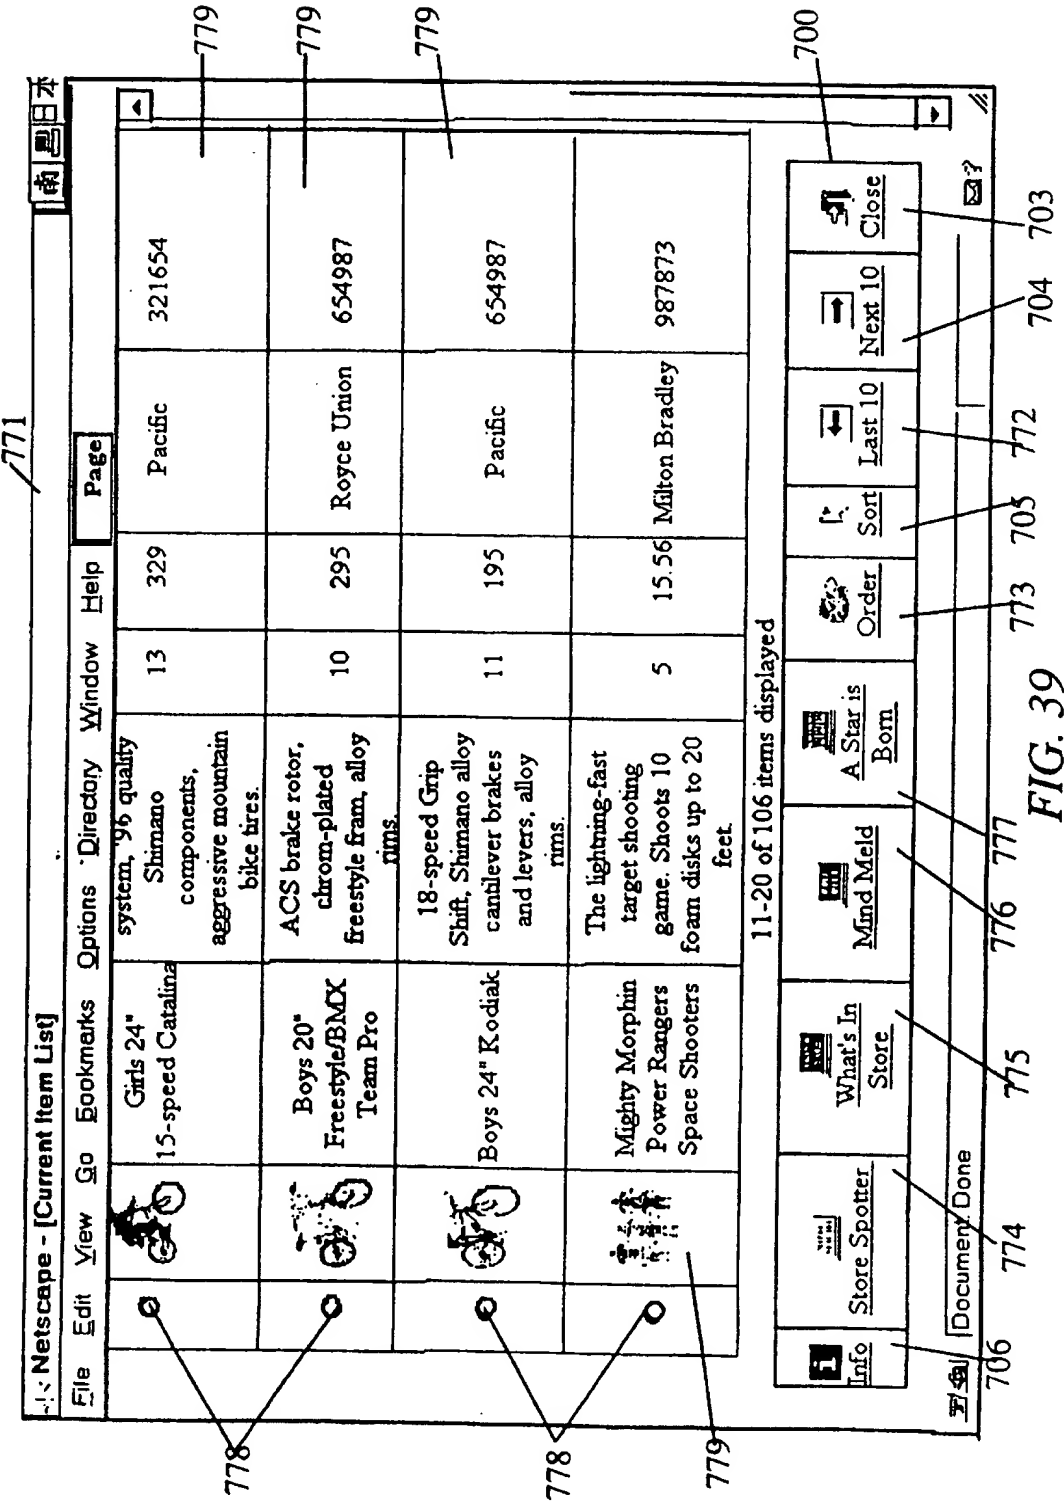 771
Netscape - [Current Item List]
File Edit View Go Bookmarks Options Directory Window Help Page
Girls 24"
15-speed Catalina
system, '96 quality
Shimano
components,
aggressive mountain
bike tires.
13
329
Pacific
321654
779
Boys 20"
Freestyle/BMX
Team Pro
ACS brake rotor,
chrom-plated
freestyle fram, alloy
rims.
10
295
Royce Union
654987
779
778
Boys 24" Kodiak
18-speed Grip
Shift, Shimano alloy
cantilever brakes
and levers, alloy
rims.
11
195
Pacific
654987
779
Mighty Morphin
Power Rangers
Space Shooters
The lightning-fast
target shooting
game. Shoots 10
foam disks up to 20
feet.
5
15.56
Milton Bradley
987873
778
779
11-20 of 106 items displayed
700
Info
Store Spotter
What's In
Store
Mind Meld
A Star is
Born
Order
Sort
Last 10
Next 10
Close
Document Done
?
706
774
775
776
777
773
705
772
704
703
FIG. 39